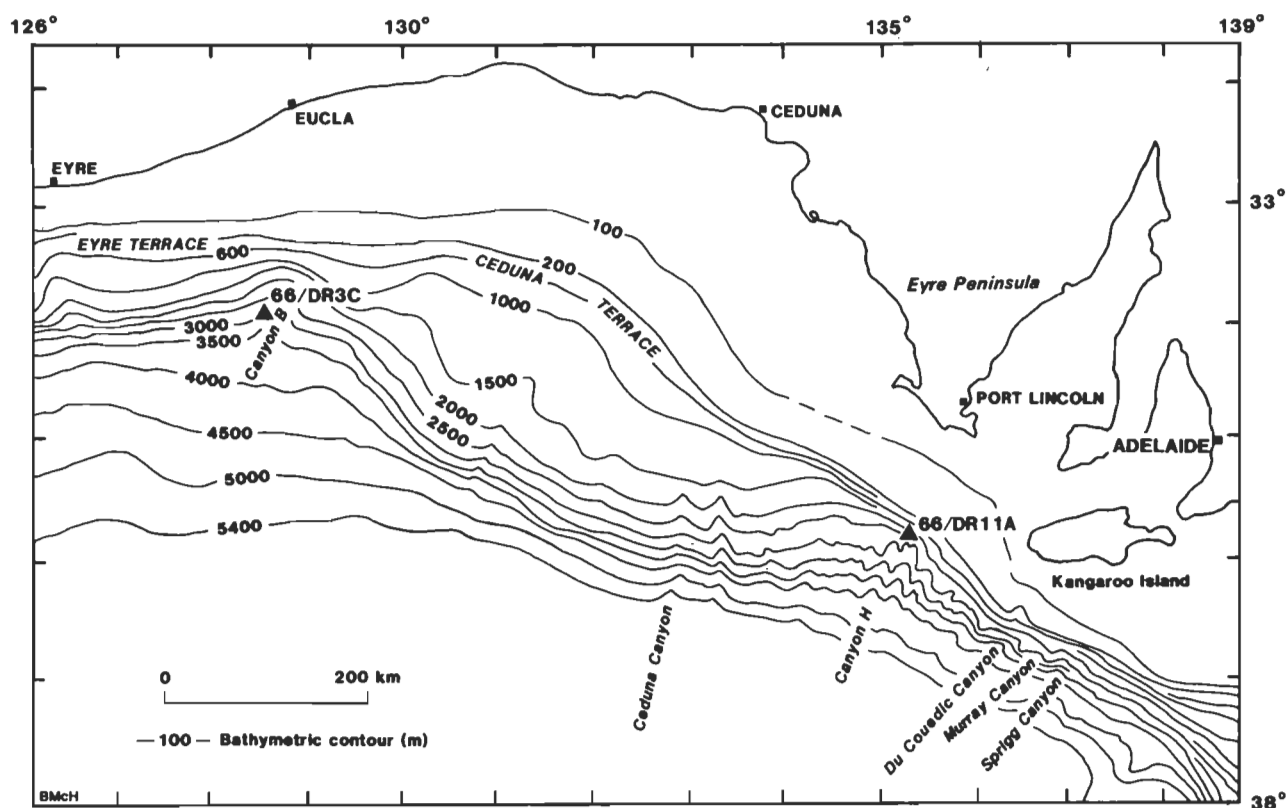 126°
130°
135°
139°
EUCLA
CEDUNA
EYRE
33°
100
EYRE TERRACE
600
200
CEDUNA
TERRACE
Eyre Peninsula
66/DR3C
1000
3000
3500
Canyon B
4000
1500
2000
2500
PORT LINCOLN
4500
ADELAIDE
5000
5400
66/DR11A
Kangaroo Island
Ceduna Canyon
Canyon H
Du Couedic Canyon
Murray Canyon
Sprigg Canyon
0 200 km
—100— Bathymetric contour (m)
BMcH
38°